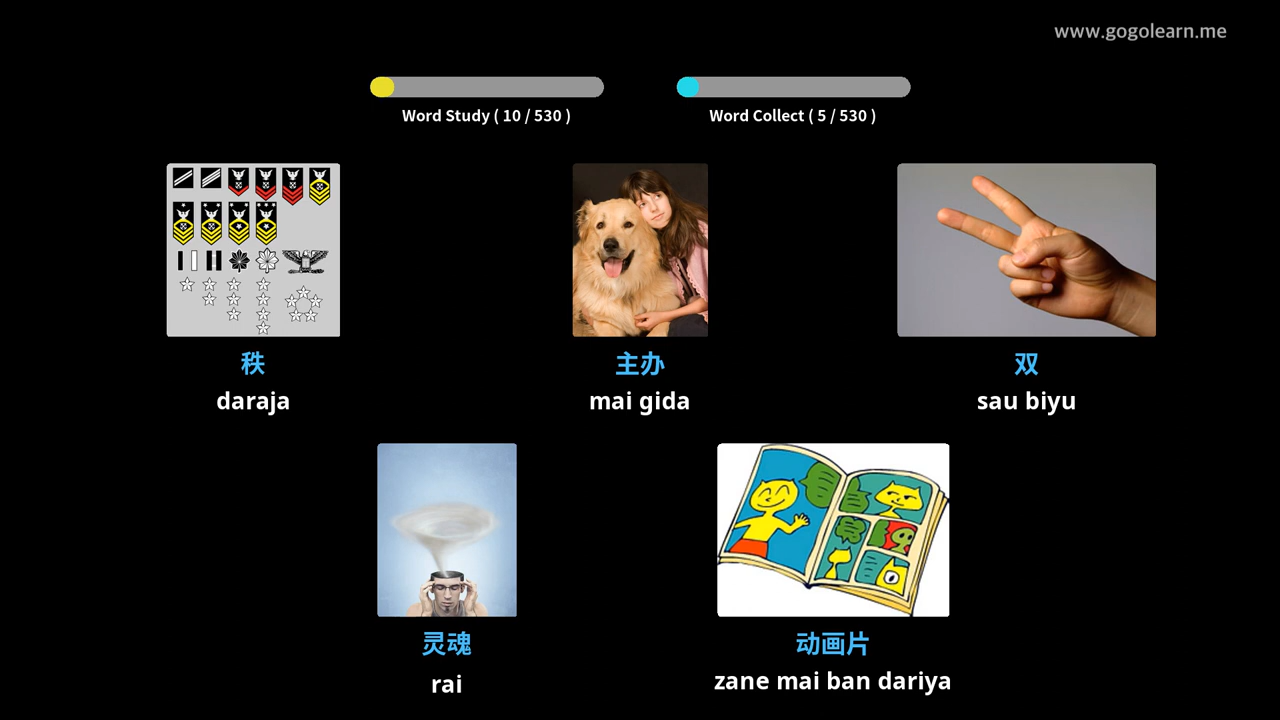 www.gogolearn.me
Word Study ( 10 / 530 )
Word Collect ( 5 / 530 )
秩
daraja
主办
mai gida
双
sau biyu
灵魂
rai
动画片
zane mai ban dariya